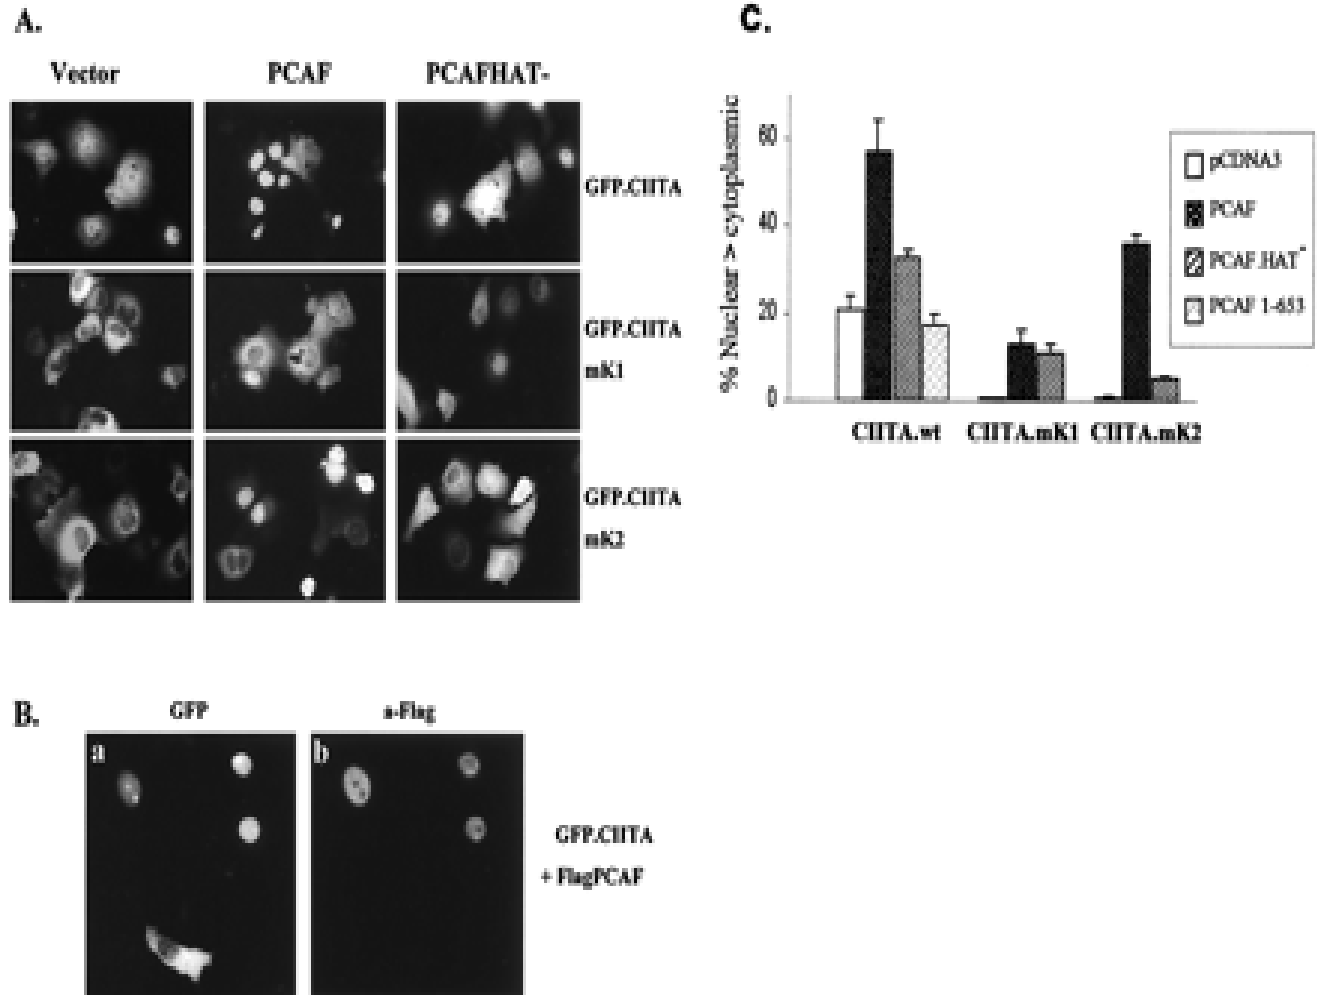 A.
Vector PCAF PCAFHAT-
GFP.CIITA
GFP.CIITA
mK1
GFP.CIITA
mK2
B.
GFP a-Flag
a b
GFP.CIITA
+ FlagPCAF
C.
% Nuclear > cytoplasmic
60
40
20
0
CIITA.wt CIITA.mK1 CIITA.mK2
pCDNA3
PCAF
PCAF.HAT-
PCAF 1-653